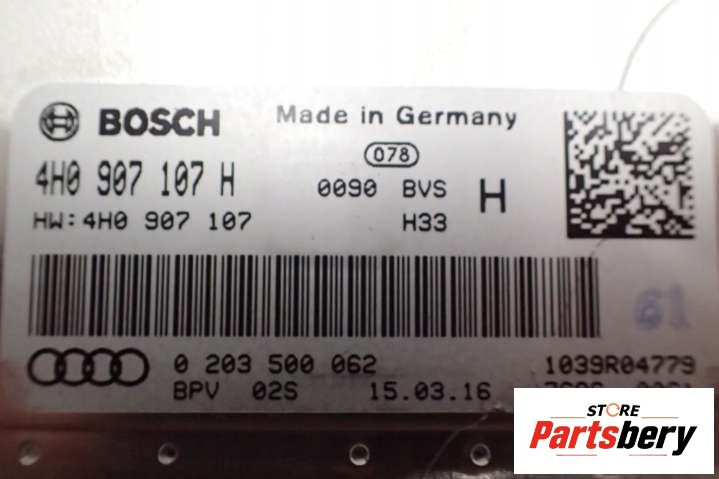 BOSCH Made in Germany
078
4H0 907 107 H 0090 BVS H
HW:4H0 907 107 H33
61
0 203 500 062 1039R04779
BPV 02S 15.03.16
STORE
Partsbery